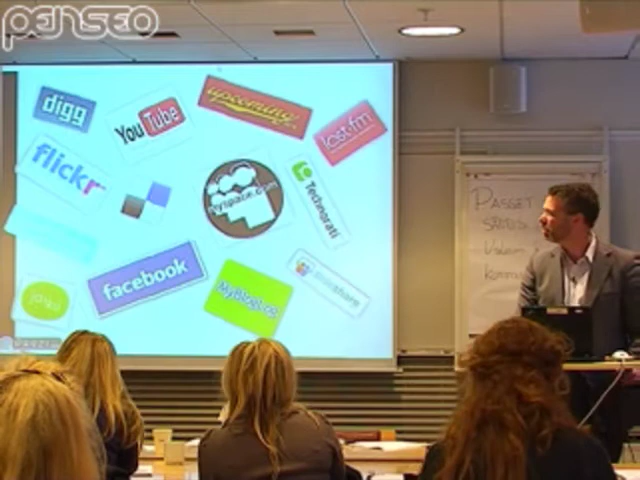 PENSEO
digg
YouTube
upcoming
last.fm
flickr
myspace.com
Technorati
facebook
MyBlogLog
slideshare
jaiku
PASSET